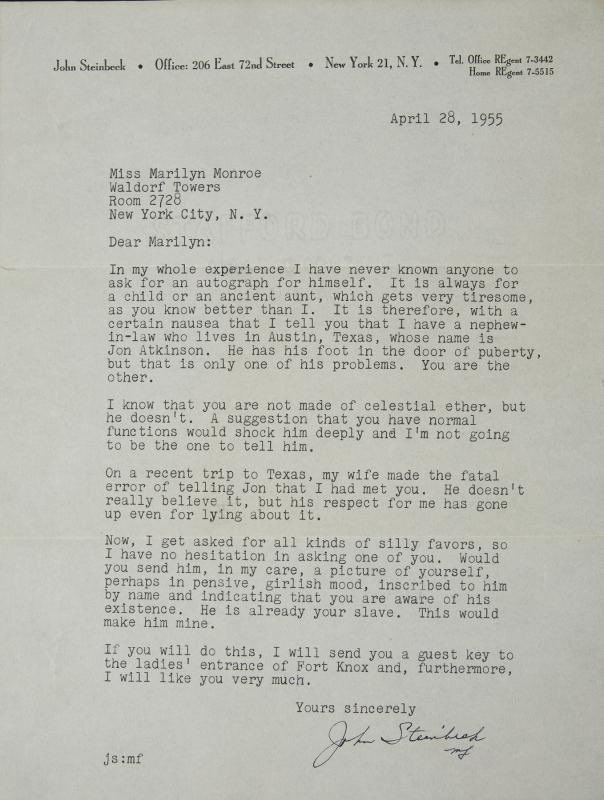 John Steinbeck • Office: 206 East 72nd Street • New York 21, N. Y. • Tel. Office REgent 7-3442
Home REgent 7-5515
April 28, 1955
Miss Marilyn Monroe
Waldorf Towers
Room 2728
New York City, N. Y.
Dear Marilyn:
In my whole experience I have never known anyone to
ask for an autograph for himself. It is always for
a child or an ancient aunt, which gets very tiresome,
as you know better than I. It is therefore, with a
certain nausea that I tell you that I have a nephew-
in-law who lives in Austin, Texas, whose name is
Jon Atkinson. He has his foot in the door of puberty,
but that is only one of his problems. You are the
other.
I know that you are not made of celestial ether, but
he doesn't. A suggestion that you have normal
functions would shock him deeply and I'm not going
to be the one to tell him.
On a recent trip to Texas, my wife made the fatal
error of telling Jon that I had met you. He doesn't
really believe it, but his respect for me has gone
up even for lying about it.
Now, I get asked for all kinds of silly favors, so
I have no hesitation in asking one of you. Would
you send him, in my care, a picture of yourself,
perhaps in pensive, girlish mood, inscribed to him
by name and indicating that you are aware of his
existence. He is already your slave. This would
make him mine.
If you will do this, I will send you a guest key to
the ladies' entrance of Fort Knox and, furthermore,
I will like you very much.
Yours sincerely
John Steinbeck
mf
js:mf